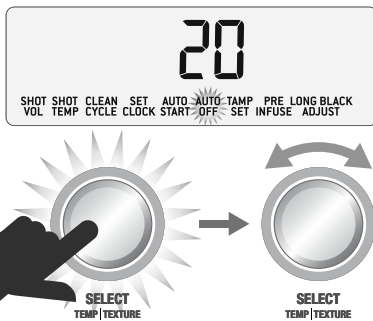 20
SHOT SHOT CLEAN SET AUTO AUTO TAMP PRE LONG BLACK
VOL TEMP CYCLE CLOCK START OFF SET INFUSE ADJUST
SELECT
TEMP|TEXTURE
SELECT
TEMP|TEXTURE